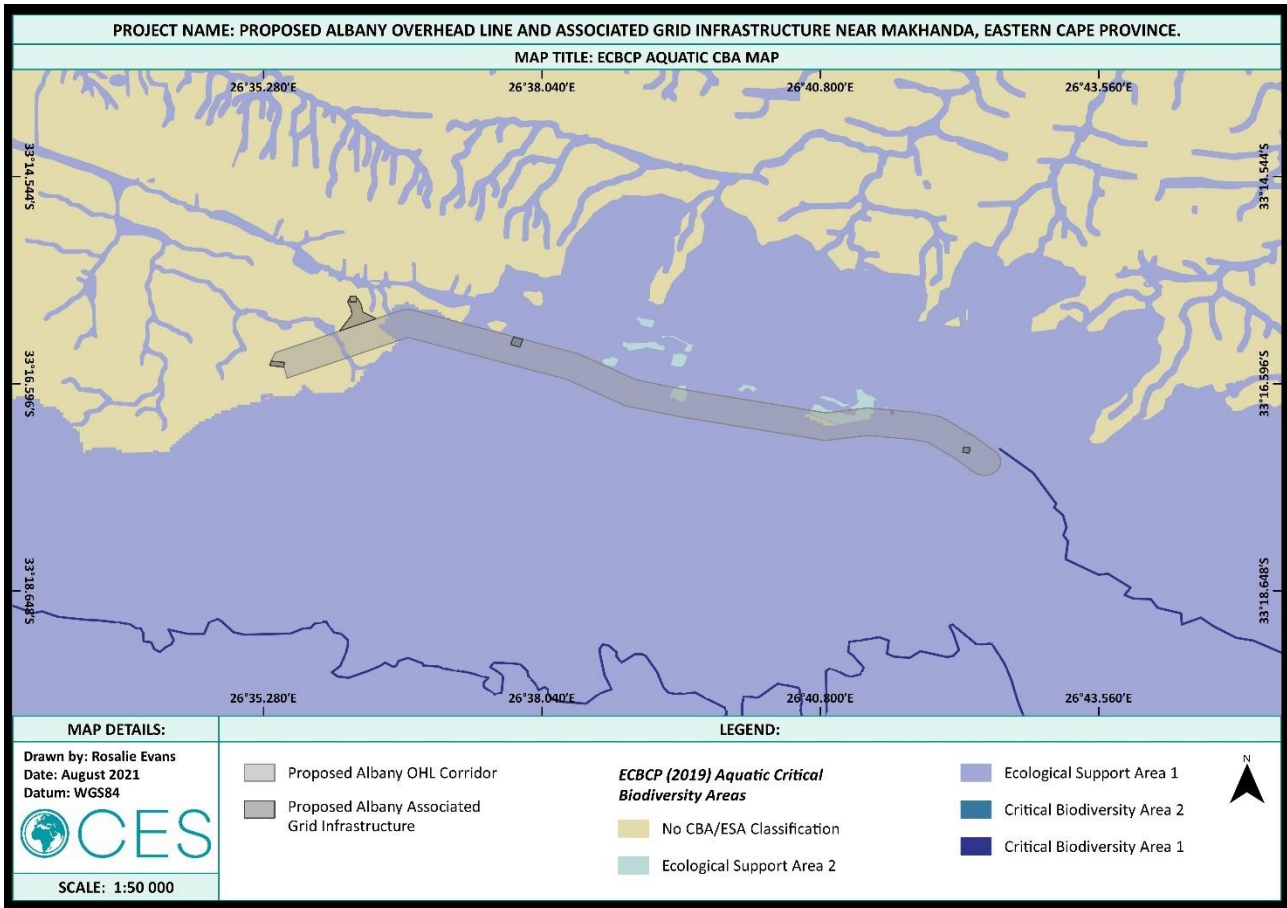 PROJECT NAME: PROPOSED ALBANY OVERHEAD LINE AND ASSOCIATED GRID INFRASTRUCTURE NEAR MAKHANDA, EASTERN CAPE PROVINCE.
MAP TITLE: ECBCP AQUATIC CBA MAP
26°35.280'E
26°38.040'E
26°40.800'E
26°43.560'E
33°14.544'S
33°14.544'S
33°16.596'S
33°16.596'S
33°18.648'S
33°18.648'S
26°35.280'E
26°38.040'E
26°40.800'E
26°43.560'E
MAP DETAILS:
Drawn by: Rosalie Evans
Date: August 2021
Datum: WGS84
CES
SCALE: 1:50 000
LEGEND:
Proposed Albany OHL Corridor
Proposed Albany Associated
Grid Infrastructure
ECBCP (2019) Aquatic Critical
Biodiversity Areas
No CBA/ESA Classification
Ecological Support Area 2
Ecological Support Area 1
Critical Biodiversity Area 2
Critical Biodiversity Area 1
N